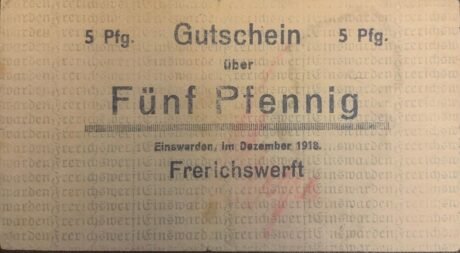 5 Pfg. Gutschein 5 Pfg.
über
Fünf Pfennig
Einswarden, im Dezember 1918.
Frerichswerft